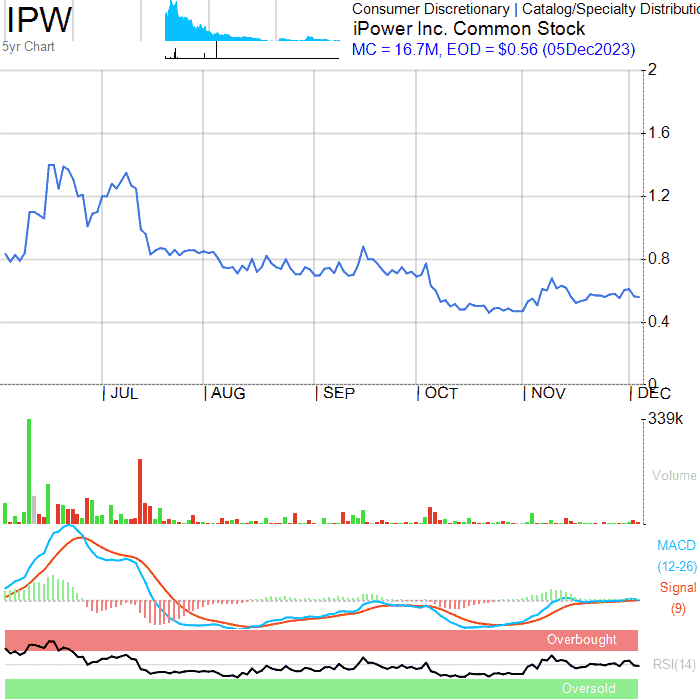 IPW
5yr Chart
Consumer Discretionary | Catalog/Specialty Distributio
iPower Inc. Common Stock
MC = 16.7M, EOD = $0.56 (05Dec2023)
2
1.6
1.2
0.8
0.4
0
JUL
AUG
SEP
OCT
NOV
DEC
339k
Volume
MACD
(12-26)
Signal
(9)
Overbought
RSI(14)
Oversold